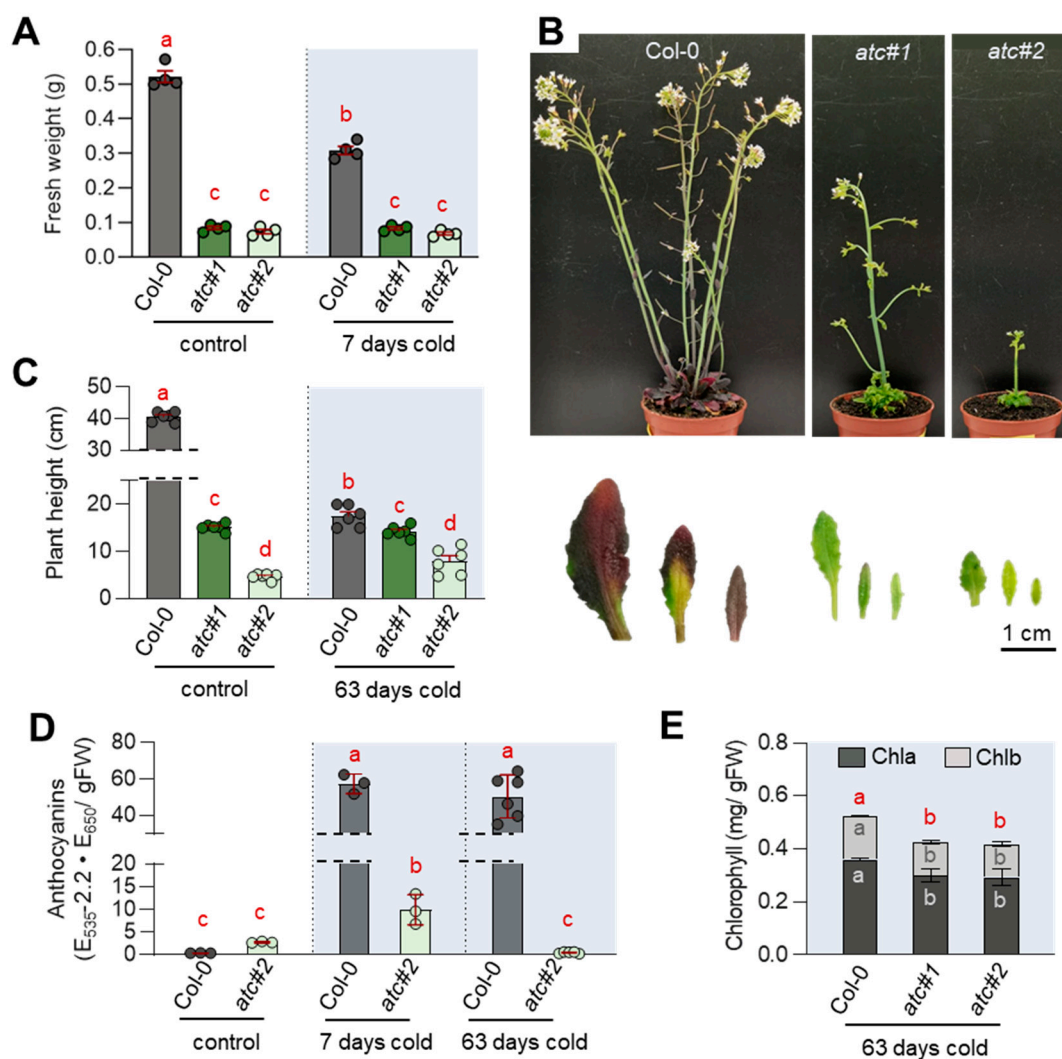 A
Fresh weight (g)
0.6
0.5
0.4
0.3
0.2
0.1
0.0
a
c
c
b
c
c
Col-0
atc#1
atc#2
Col-0
atc#1
atc#2
control
7 days cold
B
Col-0
atc#1
atc#2
1 cm
C
Plant height (cm)
50
40
30
20
10
0
a
c
d
b
c
d
Col-0
atc#1
atc#2
Col-0
atc#1
atc#2
control
63 days cold
D
Anthocyanins
(E535-2.2 • E650/ gFW)
80
60
40
20
15
10
5
0
c
c
a
b
a
c
Col-0
atc#2
Col-0
atc#2
Col-0
atc#2
control
7 days cold
63 days cold
E
Chlorophyll (mg/ gFW)
0.8
0.6
0.4
0.2
0.0
Chla
Chlb
a
b
b
a
b
b
a
b
b
Col-0
atc#1
atc#2
63 days cold